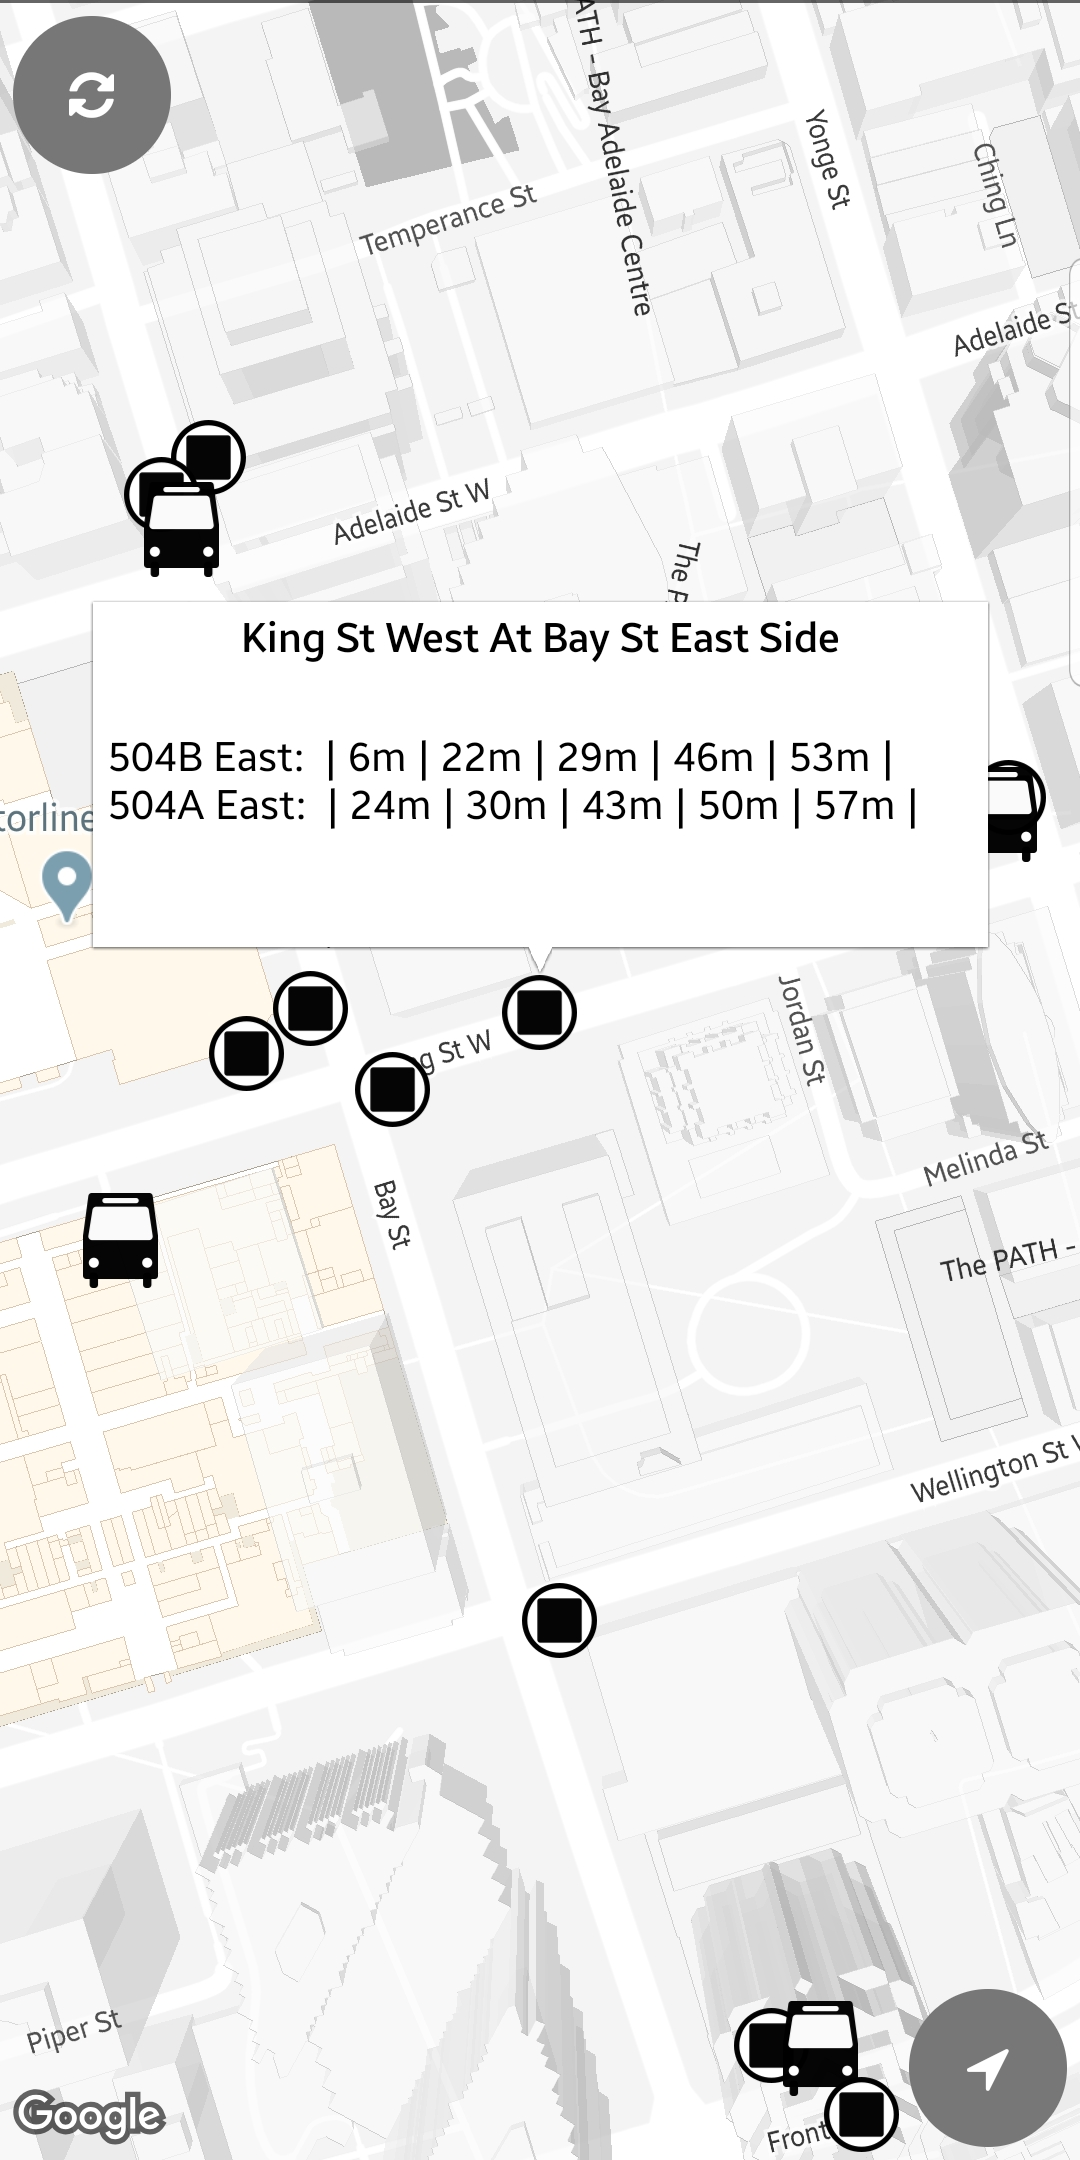 ATH - Bay Adelaide Centre
Yonge St
Ching Ln
Temperance St
Adelaide St
Adelaide St W
The P
King St West At Bay St East Side
504B East: | 6m | 22m | 29m | 46m | 53m |
504A East: | 24m | 30m | 43m | 50m | 57m |
torline
g St W
Jordan St
Melinda St
Bay St
The PATH -
Wellington St
Piper St
Google
Front